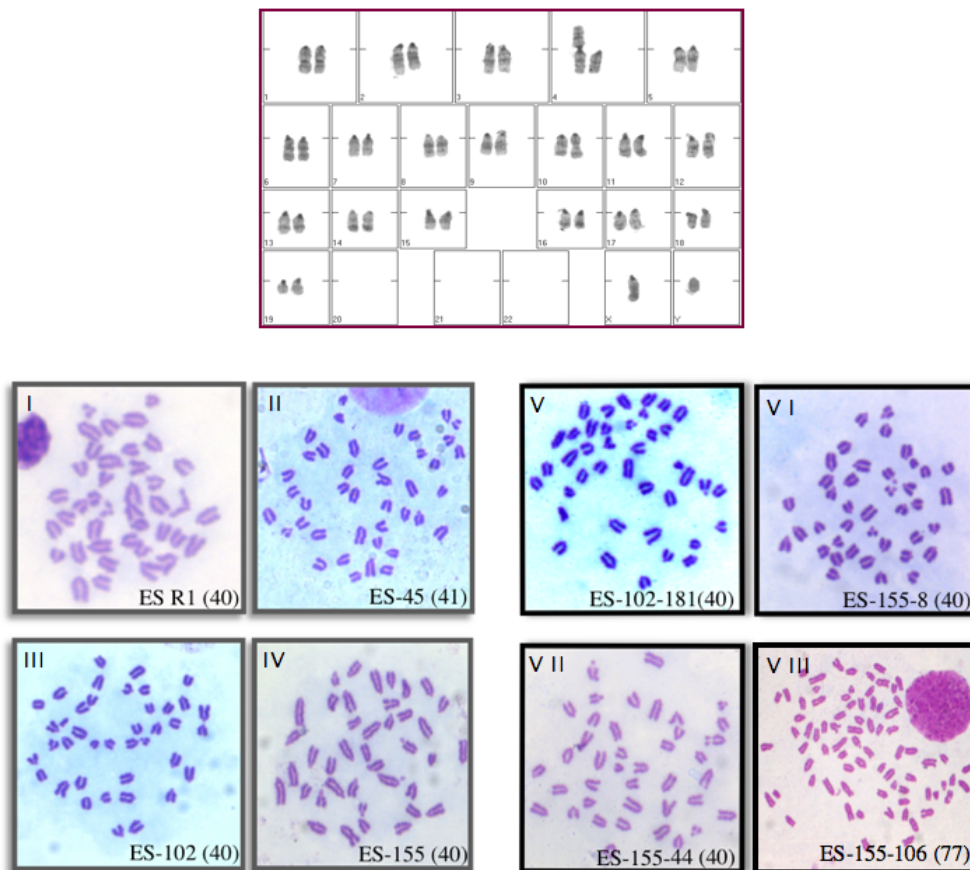 1 2 3 4 5
6 7 8 9 10 11 12
13 14 15 16 17 18
19 20 21 22 X Y
I
ES R1 (40)
II
ES-45 (41)
V
ES-102-181(40)
V I
ES-155-8 (40)
III
ES-102 (40)
IV
ES-155 (40)
V II
ES-155-44 (40)
V III
ES-155-106 (77)